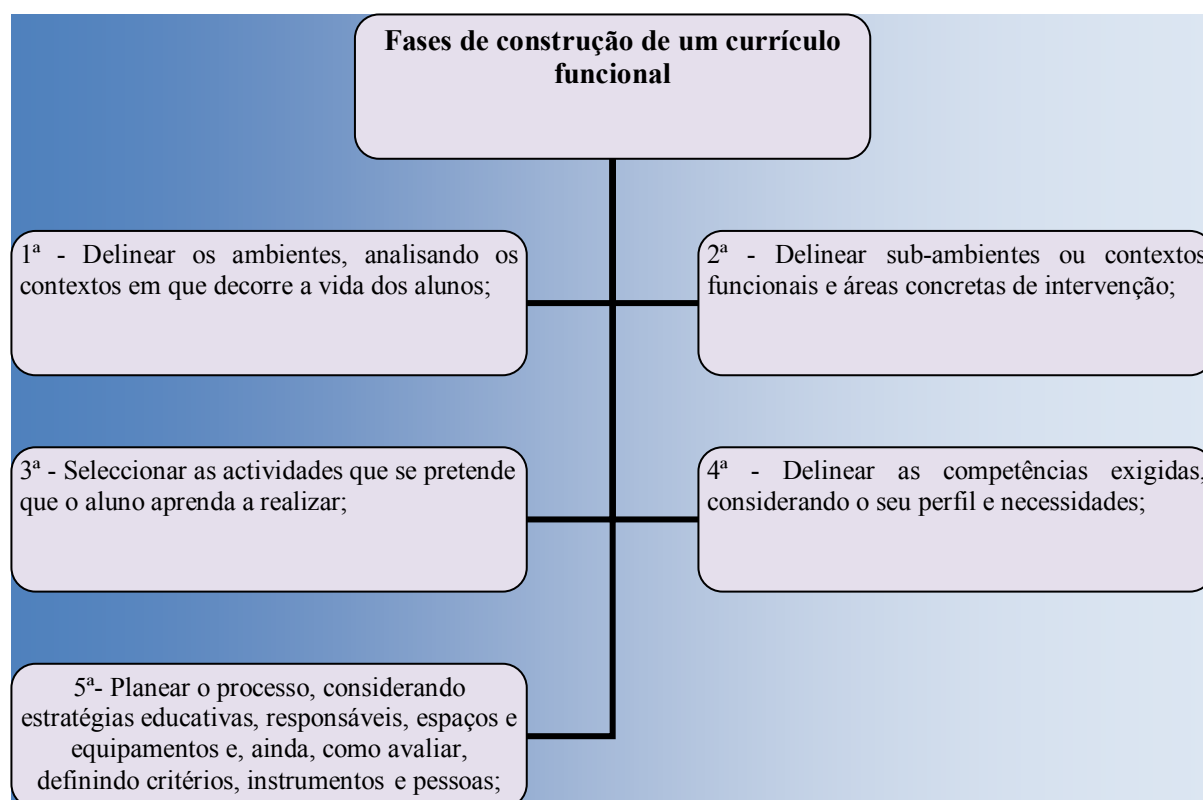 Fases de construção de um currículo
funcional
1ª - Delinear os ambientes, analisando os
contextos em que decorre a vida dos alunos;
2ª - Delinear sub-ambientes ou contextos
funcionais e áreas concretas de intervenção;
3ª - Seleccionar as actividades que se pretende
que o aluno aprenda a realizar;
4ª - Delinear as competências exigidas,
considerando o seu perfil e necessidades;
5ª- Planear o processo, considerando
estratégias educativas, responsáveis, espaços e
equipamentos e, ainda, como avaliar,
definindo critérios, instrumentos e pessoas;